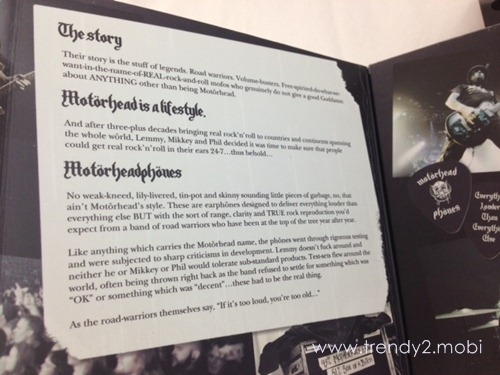 The story
Their story is the stuff of legends. Road warriors. Volume-busters. Free-spirited-do-what-we-
want-in-the-name-of-REAL-rock-and-roll mofos who genuinely do not give a good Goddamn
about ANYTHING other than being Motörhead.
Motörhead is a lifestyle.
And after three-plus decades bringing real rock'n'roll to countries and continents spanning
the whole world, Lemmy, Mikkey and Phil decided it was time to make sure that people
could get real rock'n'roll in their ears 24-7...thus behold...
Motörheadphönes
No weak-kneed, lily-livered, tin-pot and skinny sounding little pieces of garbage, no, that
ain't Motörhead's style. These are earphönes designed to deliver everything louder than
everything else BUT with the sort of range, clarity and TRUE rock reproduction you'd
expect from a band of road warriors who have been at the top of the tree year after year.
Like anything which carries the Motörhead name, the phönes went through rigorous testing
and were subjected to sharp criticisms in development. Lemmy doesn't fuck around and
neither he or Mikkey or Phil would tolerate sub-standard products. Test-sets flew around the
world, often being thrown right back as the band refused to settle for something which was
"OK" or something which was "decent"...these had to be the real thing.
As the road-warriors themselves say, "If it's too loud, you're too old..."
motörhead
phönes
Everything
Louder
Than
Everything
Else
www.trendy2.mobi